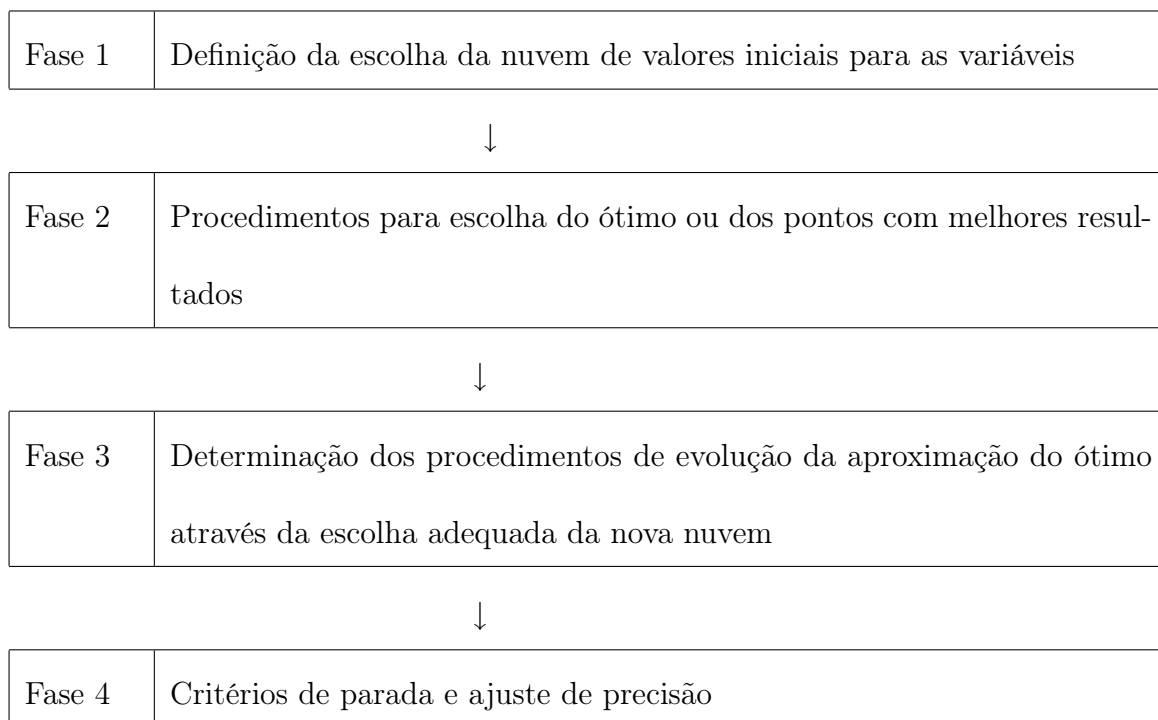 Fase 1 Definição da escolha da nuvem de valores iniciais para as variáveis
↓
Fase 2 Procedimentos para escolha do ótimo ou dos pontos com melhores resul-
tados
↓
Fase 3 Determinação dos procedimentos de evolução da aproximação do ótimo
através da escolha adequada da nova nuvem
↓
Fase 4 Critérios de parada e ajuste de precisão